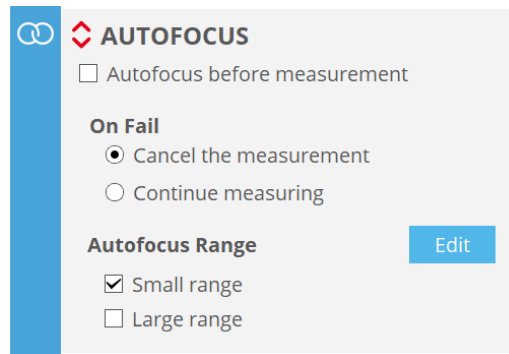 AUTOFOCUS
Autofocus before measurement
On Fail
Cancel the measurement
Continue measuring
Autofocus Range Edit
Small range
Large range